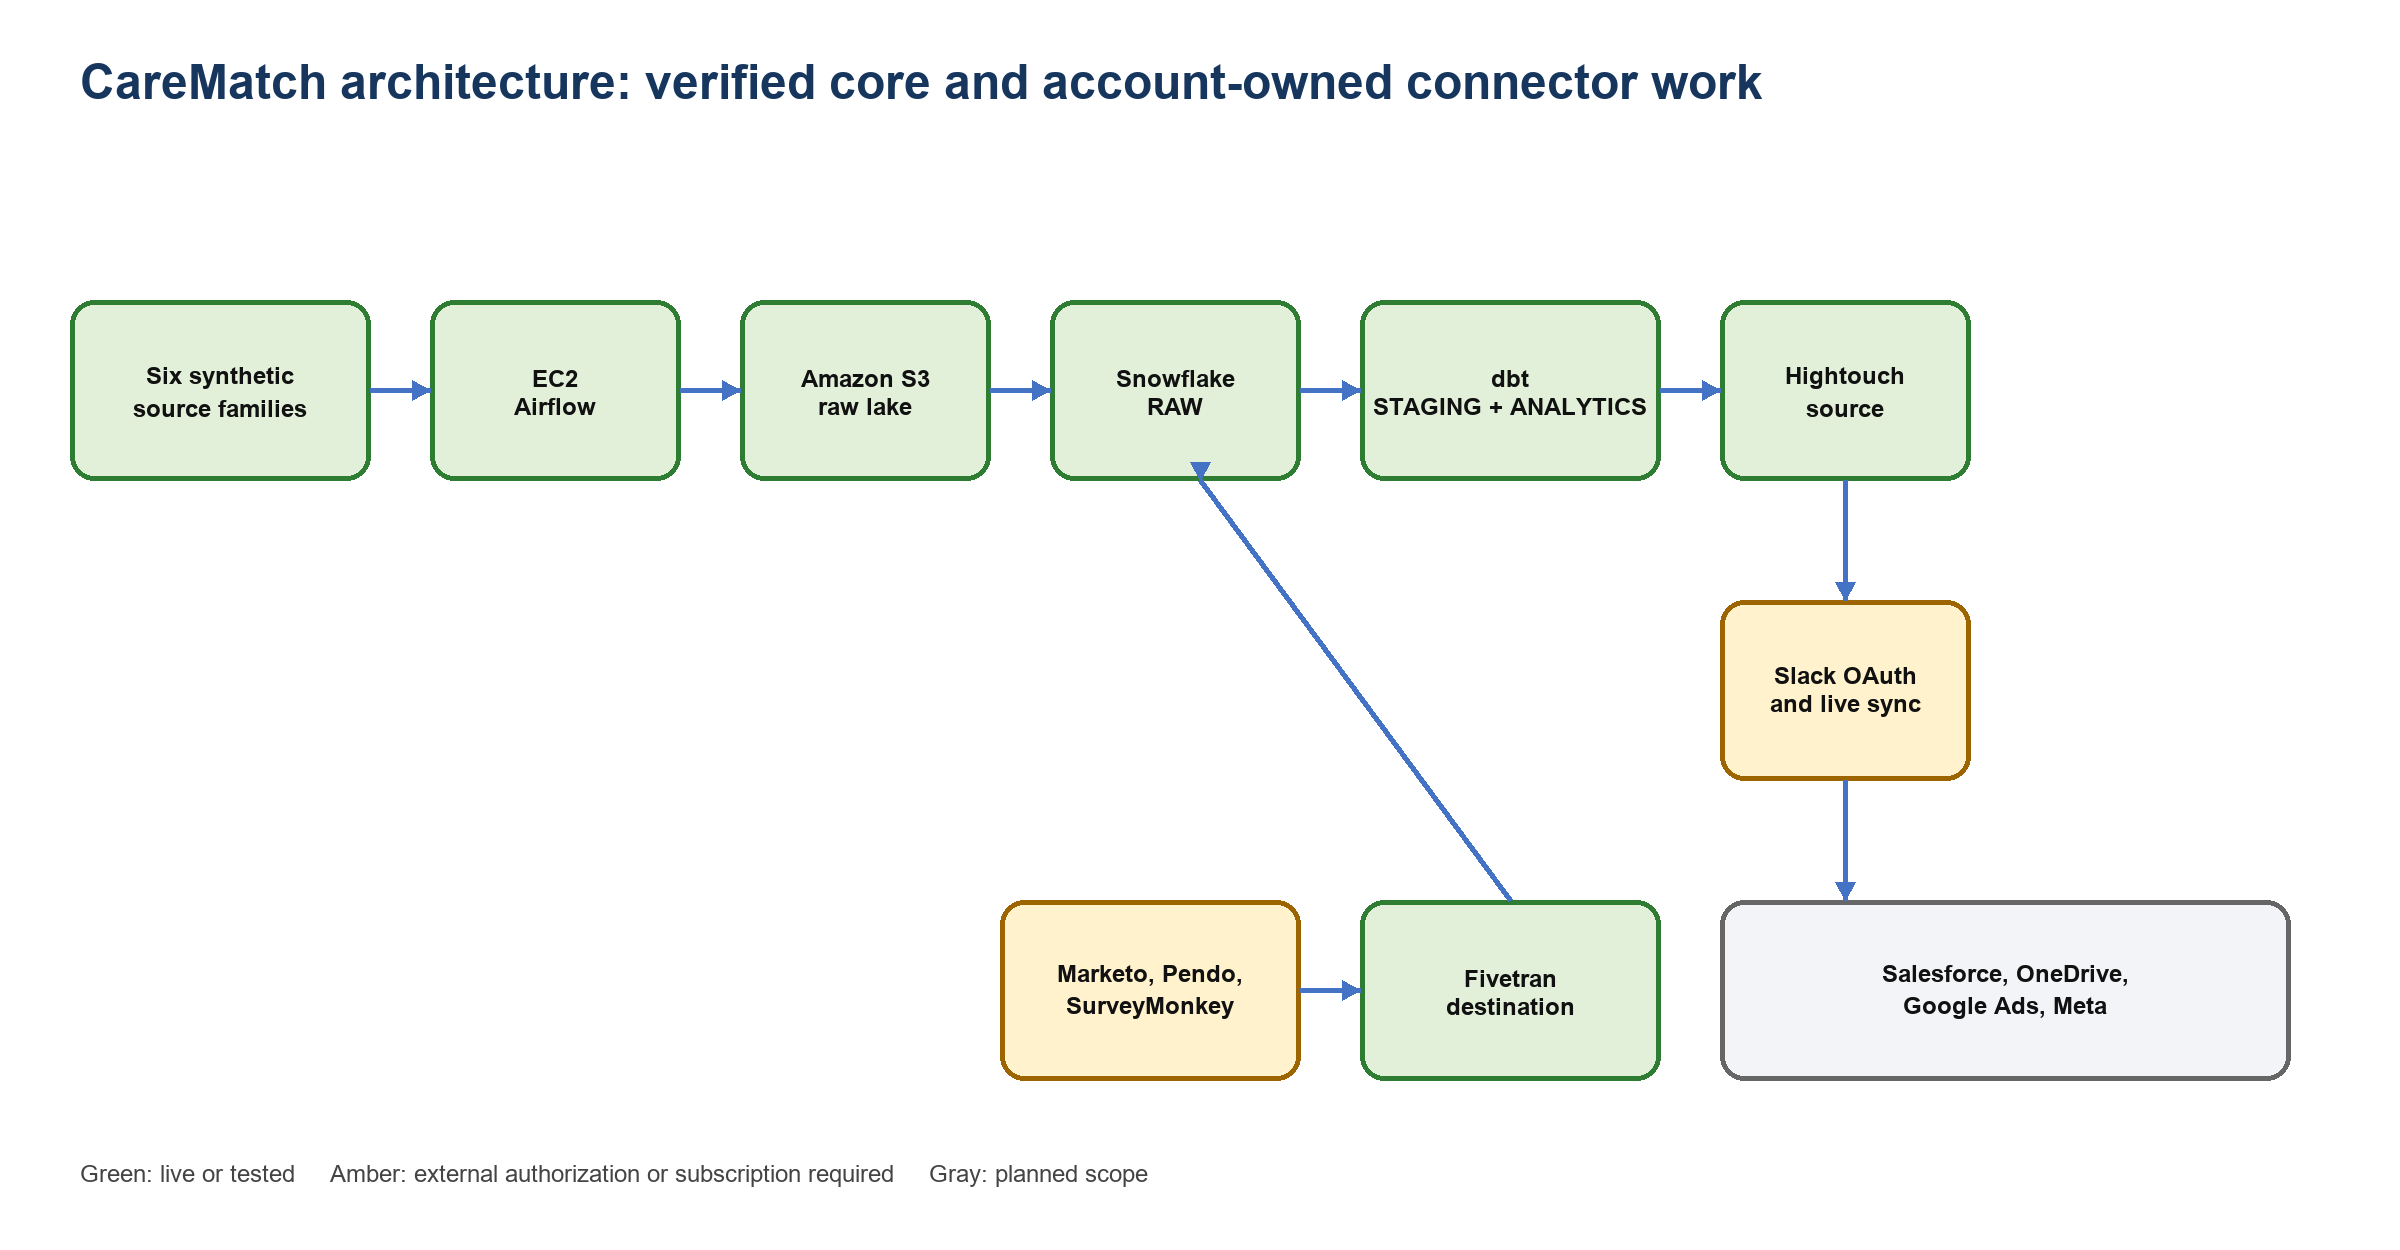 CareMatch architecture: verified core and account-owned connector work
Six synthetic
source families
EC2
Airflow
Amazon S3
raw lake
Snowflake
RAW
dbt
STAGING + ANALYTICS
Hightouch
source
Slack OAuth
and live sync
Marketo, Pendo,
SurveyMonkey
Fivetran
destination
Salesforce, OneDrive,
Google Ads, Meta
Green: live or tested Amber: external authorization or subscription required Gray: planned scope